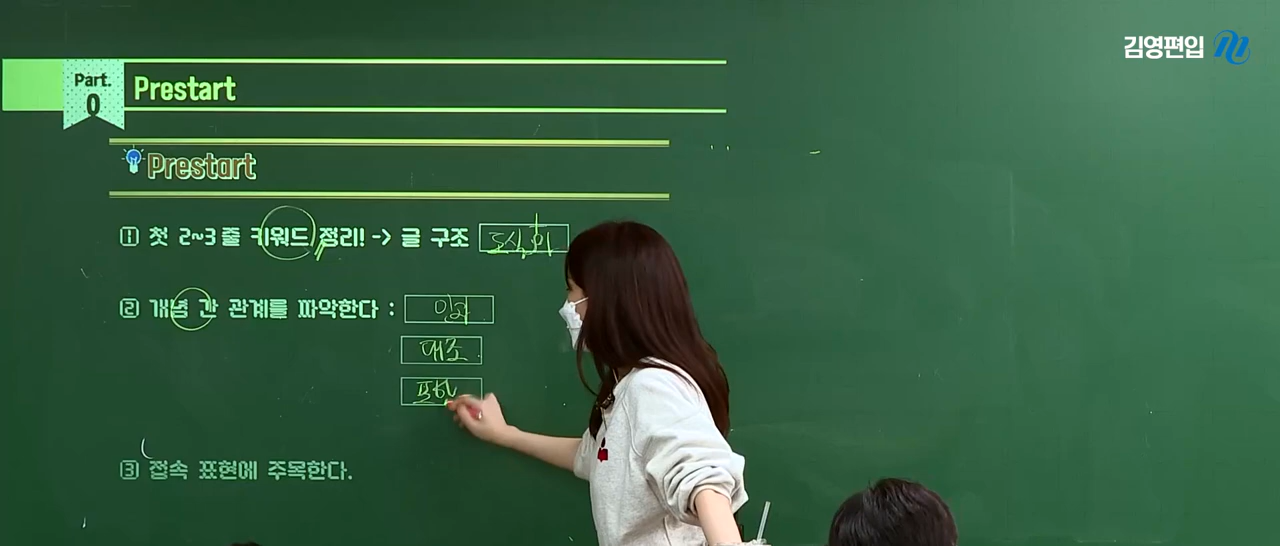 김영편입
Part.
0
Prestart
Prestart
① 첫 2~3줄 키워드 정리! -> 글 구조 도식화
② 개념 간 관계를 파악한다 : 인과
대조
포함
③ 접속 표현에 주목한다.